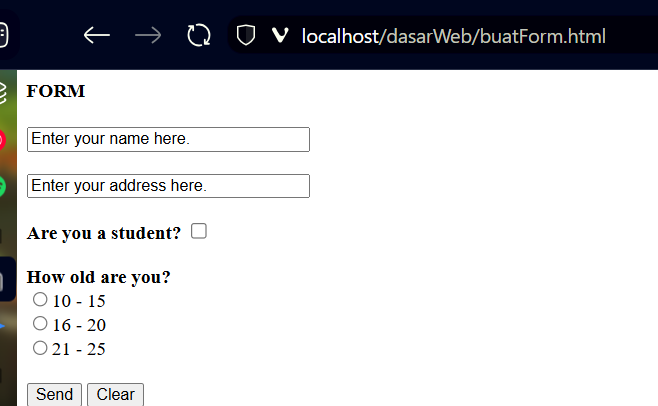 localhost/dasarWeb/buatForm.html
FORM
Enter your name here.
Enter your address here.
Are you a student?
How old are you?
10 - 15
16 - 20
21 - 25
Send Clear